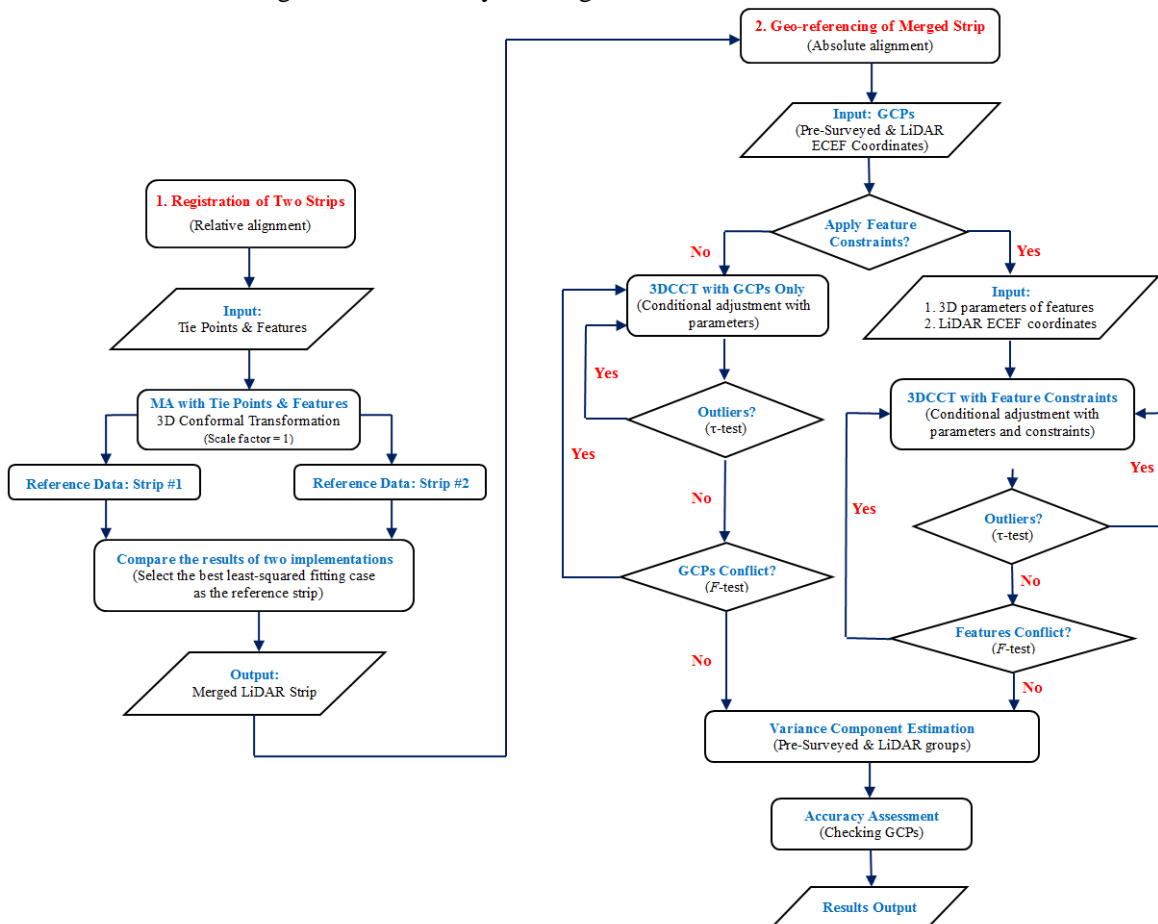 2. Geo-referencing of Merged Strip
(Absolute alignment)
Input: GCPs
(Pre-Surveyed & LiDAR
ECEF Coordinates)
1. Registration of Two Strips
(Relative alignment)
Input:
Tie Points & Features
MA with Tie Points & Features
3D Conformal Transformation
(Scale factor = 1)
Reference Data: Strip #1
Reference Data: Strip #2
Compare the results of two implementations
(Select the best least-squared fitting case
as the reference strip)
Output:
Merged LiDAR Strip
Apply Feature
Constraints?
No
Yes
3DCCT with GCPs Only
(Conditional adjustment with
parameters)
Yes
Outliers?
(τ-test)
Yes
No
GCPs Conflict?
(F-test)
No
Input:
1. 3D parameters of features
2. LiDAR ECEF coordinates
3DCCT with Feature Constraints
(Conditional adjustment with
parameters and constraints)
Yes
Yes
Outliers?
(τ-test)
No
Features Conflict?
(F-test)
No
Variance Component Estimation
(Pre-Surveyed & LiDAR groups)
Accuracy Assessment
(Checking GCPs)
Results Output